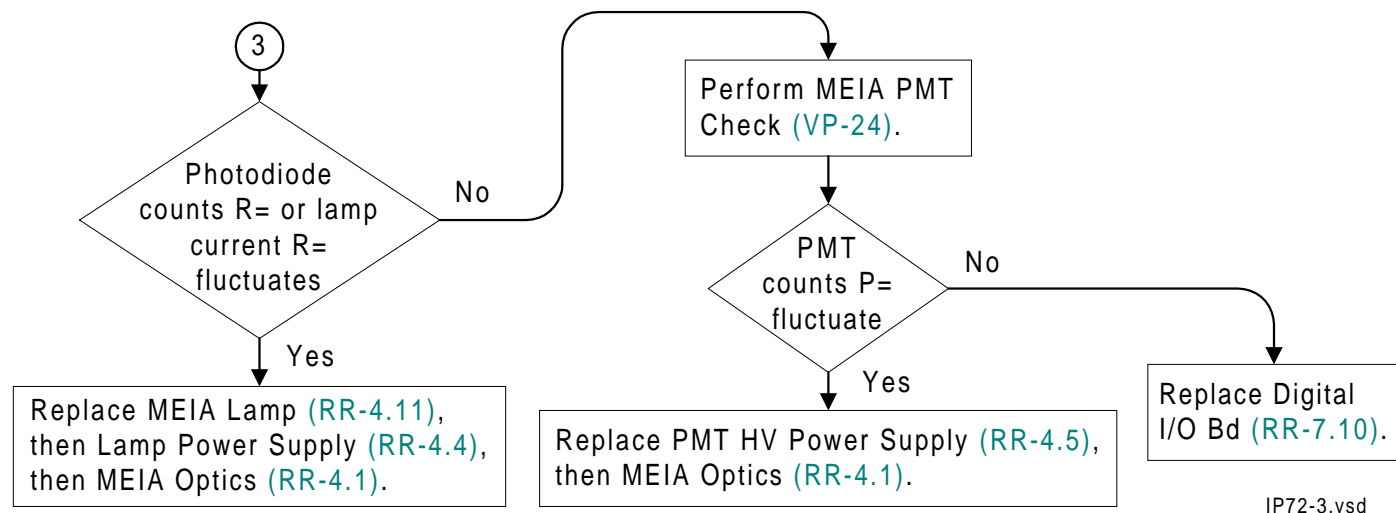 3
Photodiode
counts R= or lamp
current R=
fluctuates
No
Yes
Replace MEIA Lamp (RR-4.11),
then Lamp Power Supply (RR-4.4),
then MEIA Optics (RR-4.1).
Perform MEIA PMT
Check (VP-24).
PMT
counts P=
fluctuate
No
Yes
Replace PMT HV Power Supply (RR-4.5),
then MEIA Optics (RR-4.1).
Replace Digital
I/O Bd (RR-7.10).
IP72-3.vsd